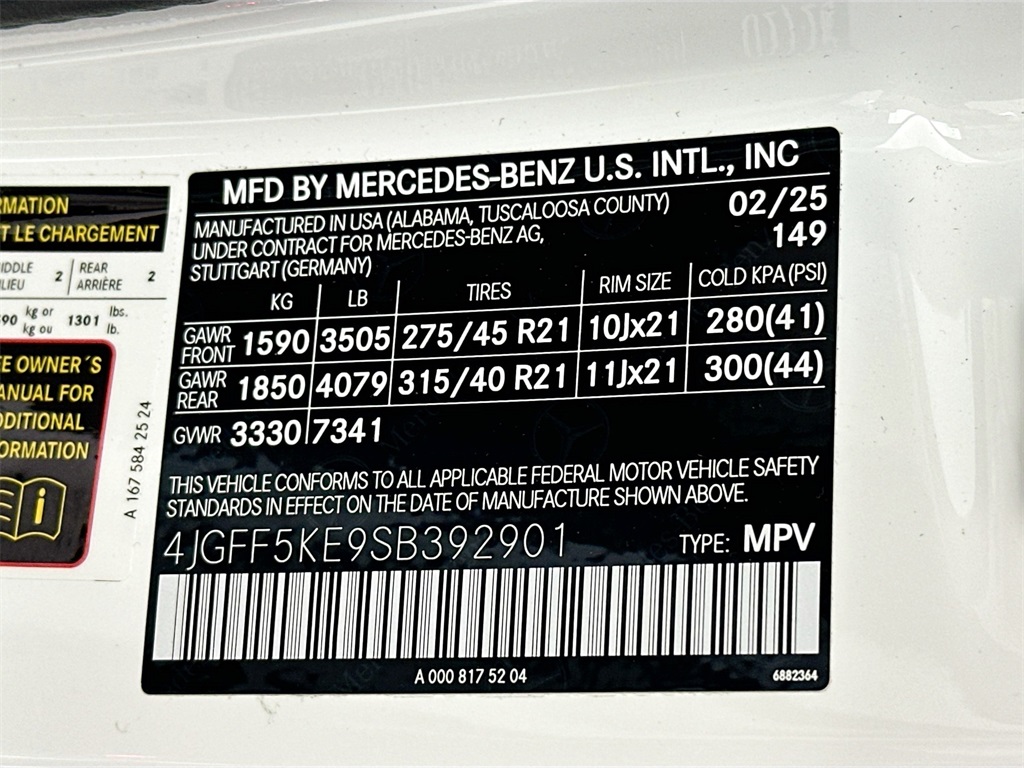 MFD BY MERCEDES-BENZ U.S. INTL., INC
MANUFACTURED IN USA (ALABAMA, TUSCALOOSA COUNTY) 02/25
UNDER CONTRACT FOR MERCEDES-BENZ AG, 149
STUTTGART (GERMANY)
KG LB TIRES RIM SIZE COLD KPA (PSI)
GAWR FRONT 1590 3505 275/45 R21 10Jx21 280(41)
GAWR REAR 1850 4079 315/40 R21 11Jx21 300(44)
GVWR 3330 7341
THIS VEHICLE CONFORMS TO ALL APPLICABLE FEDERAL MOTOR VEHICLE SAFETY
STANDARDS IN EFFECT ON THE DATE OF MANUFACTURE SHOWN ABOVE.
4JGFF5KE9SB392901 TYPE: MPV
A 000 817 52 04 6882364
RMATION
T LE CHARGEMENT
IDDLE 2 REAR 2
LIEU ARRIÈRE
90 kg or 1301 lbs.
kg ou lb.
EE OWNER´S
ANUAL FOR
DDITIONAL
ORMATION
A 167 584 25 24